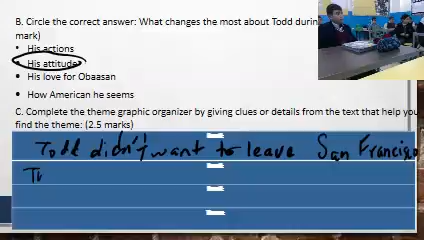 B. Circle the correct answer: What changes the most about Todd durin
mark)
• His actions
• His attitude
• His love for Obaasan
• How American he seems
C. Complete the theme graphic organizer by giving clues or details from the text that help you
find the theme: (2.5 marks)
Todd didn't want to leave San Francisco